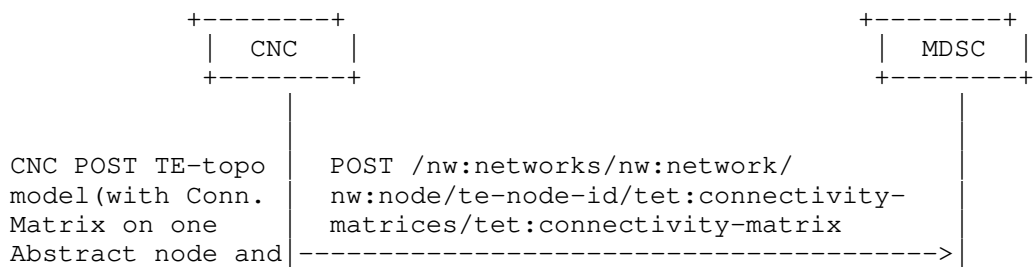 CNC MDSC
CNC POST TE-topo POST /nw:networks/nw:network/
model(with Conn. nw:node/te-node-id/tet:connectivity-
Matrix on one matrices/tet:connectivity-matrix
Abstract node and